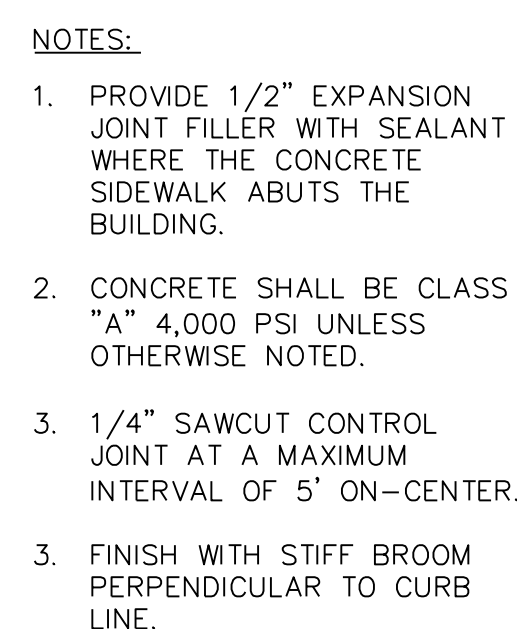 NOTES:
1. PROVIDE 1/2" EXPANSION
JOINT FILLER WITH SEALANT
WHERE THE CONCRETE
SIDEWALK ABUTS THE
BUILDING.
2. CONCRETE SHALL BE CLASS
"A" 4,000 PSI UNLESS
OTHERWISE NOTED.
3. 1/4" SAWCUT CONTROL
JOINT AT A MAXIMUM
INTERVAL OF 5' ON-CENTER.
3. FINISH WITH STIFF BROOM
PERPENDICULAR TO CURB
LINE.